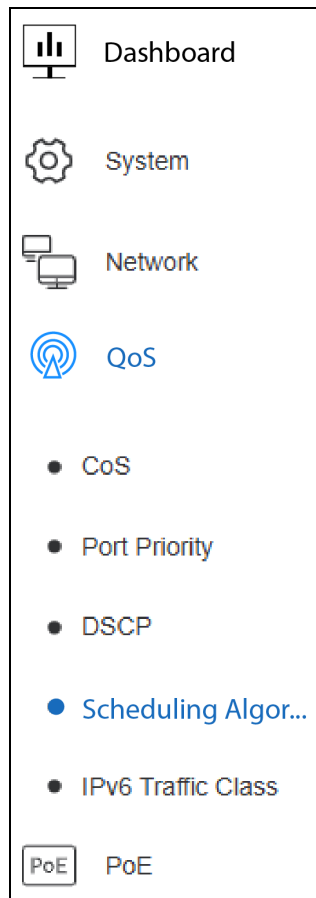 Dashboard
System
Network
QoS
CoS
Port Priority
DSCP
Scheduling Algor...
IPv6 Traffic Class
PoE PoE